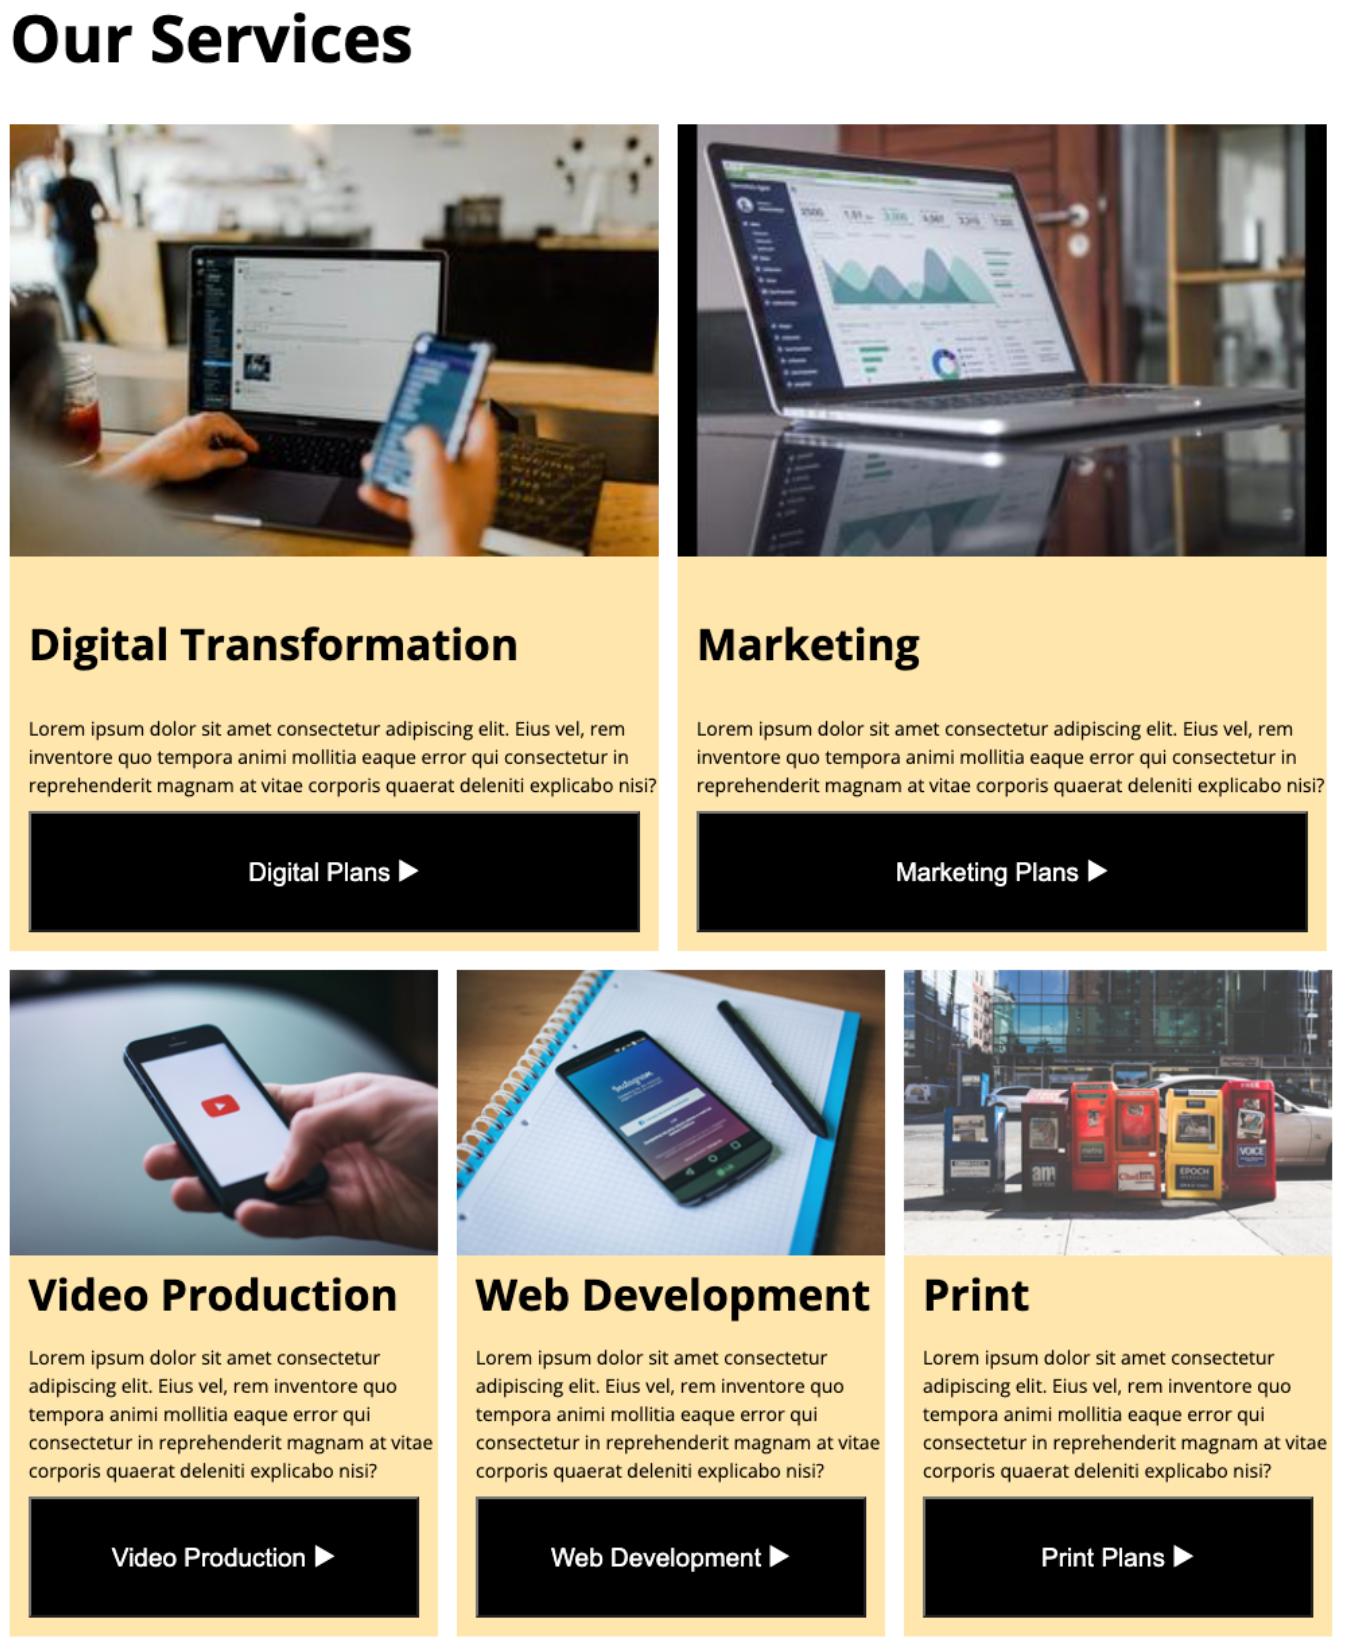 Our Services
2500
Digital Transformation
Lorem ipsum dolor sit amet consectetur adipiscing elit. Eius vel, rem
inventore quo tempora animi mollitia eaque error qui consectetur in
reprehenderit magnam at vitae corporis quaerat deleniti explicabo nisi?
Digital Plans ▶
Marketing
Lorem ipsum dolor sit amet consectetur adipiscing elit. Eius vel, rem
inventore quo tempora animi mollitia eaque error qui consectetur in
reprehenderit magnam at vitae corporis quaerat deleniti explicabo nisi?
Marketing Plans ▶
Instagram
LG
am
metro
EPOCH
VOICE
Video Production
Lorem ipsum dolor sit amet consectetur
adipiscing elit. Eius vel, rem inventore quo
tempora animi mollitia eaque error qui
consectetur in reprehenderit magnam at vitae
corporis quaerat deleniti explicabo nisi?
Video Production ▶
Web Development
Lorem ipsum dolor sit amet consectetur
adipiscing elit. Eius vel, rem inventore quo
tempora animi mollitia eaque error qui
consectetur in reprehenderit magnam at vitae
corporis quaerat deleniti explicabo nisi?
Web Development ▶
Print
Lorem ipsum dolor sit amet consectetur
adipiscing elit. Eius vel, rem inventore quo
tempora animi mollitia eaque error qui
consectetur in reprehenderit magnam at vitae
corporis quaerat deleniti explicabo nisi?
Print Plans ▶